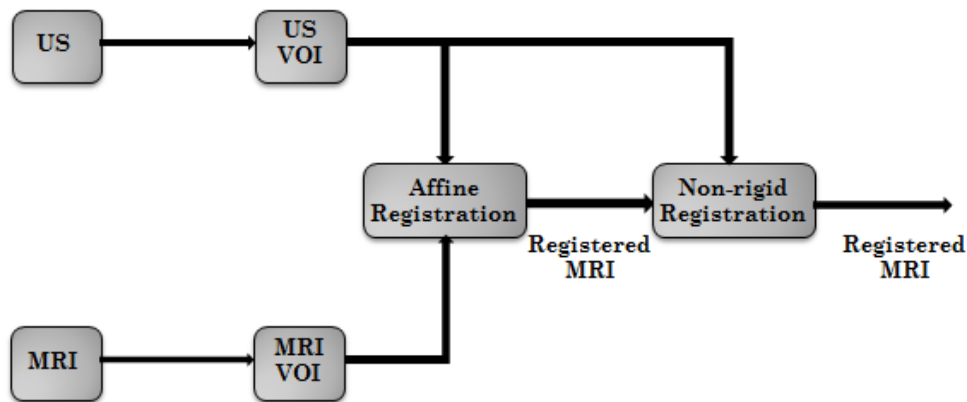 US
US
VOI
Affine
Registration
Non-rigid
Registration
Registered
MRI
Registered
MRI
MRI
MRI
VOI